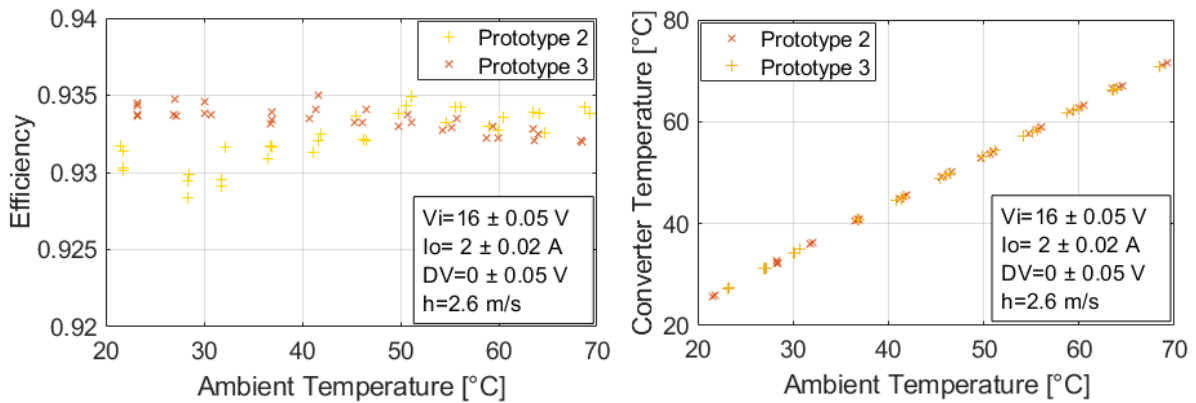 0.94
0.935
0.93
0.925
0.92
Efficiency
Prototype 2
Prototype 3
Vi=16 ± 0.05 V
Io= 2 ± 0.02 A
DV=0 ± 0.05 V
h=2.6 m/s
20 30 40 50 60 70
Ambient Temperature [°C]
80
60
40
20
Converter Temperature [°C]
Prototype 2
Prototype 3
Vi=16 ± 0.05 V
Io= 2 ± 0.02 A
DV=0 ± 0.05 V
h=2.6 m/s
20 30 40 50 60 70
Ambient Temperature [°C]